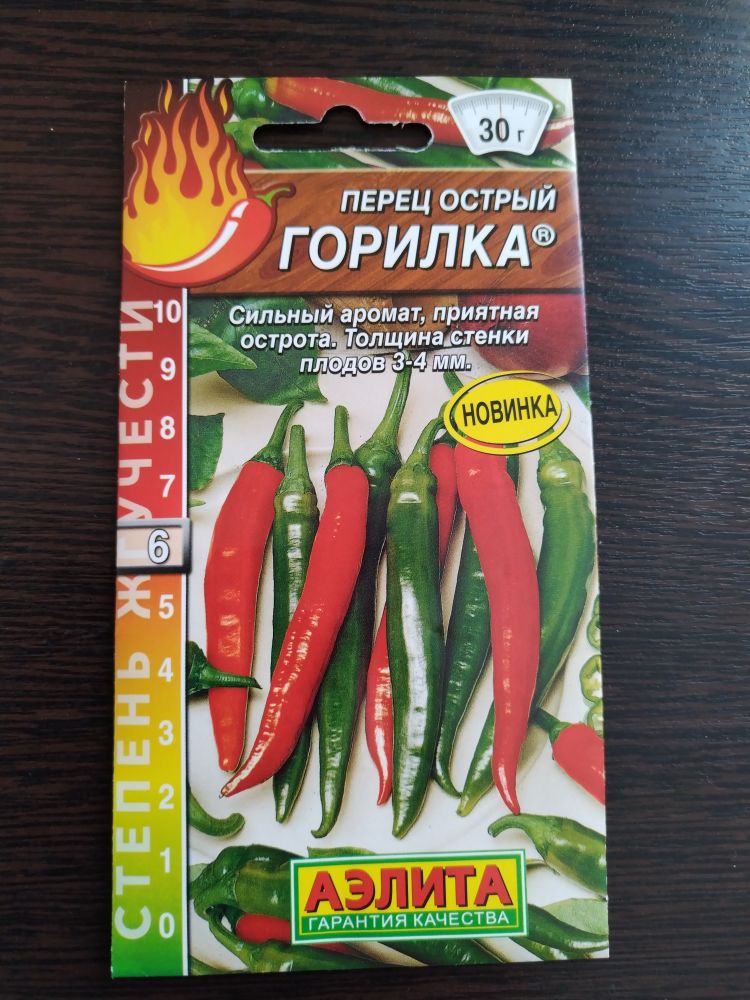 30 г
ПЕРЕЦ ОСТРЫЙ
ГОРИЛКА®
Сильный аромат, приятная
острота. Толщина стенки
плодов 3-4 мм.
НОВИНКА
СТЕПЕНЬ ЖГУЧЕСТИ
10
9
8
7
6
5
4
3
2
1
0
АЭЛИТА
ГАРАНТИЯ КАЧЕСТВА